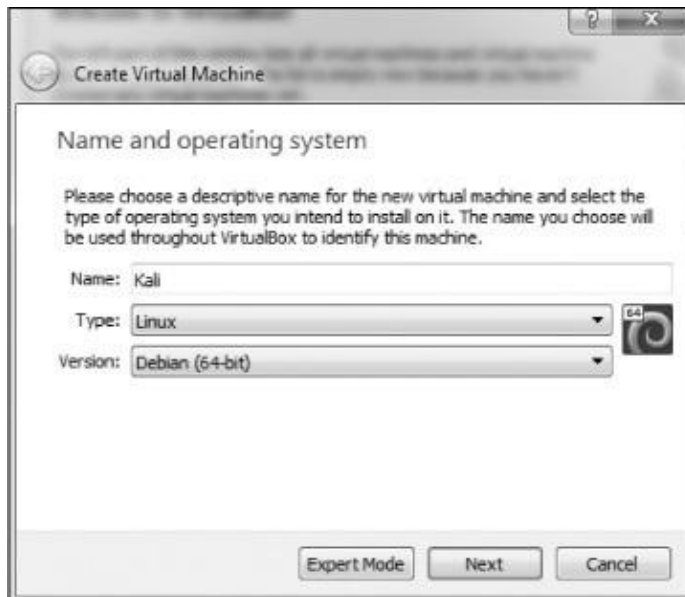 Create Virtual Machine
Name and operating system
Please choose a descriptive name for the new virtual machine and select the
type of operating system you intend to install on it. The name you choose will
be used throughout VirtualBox to identify this machine.
Name: Kali
Type: Linux
64
Version: Debian (64-bit)
Expert Mode Next Cancel